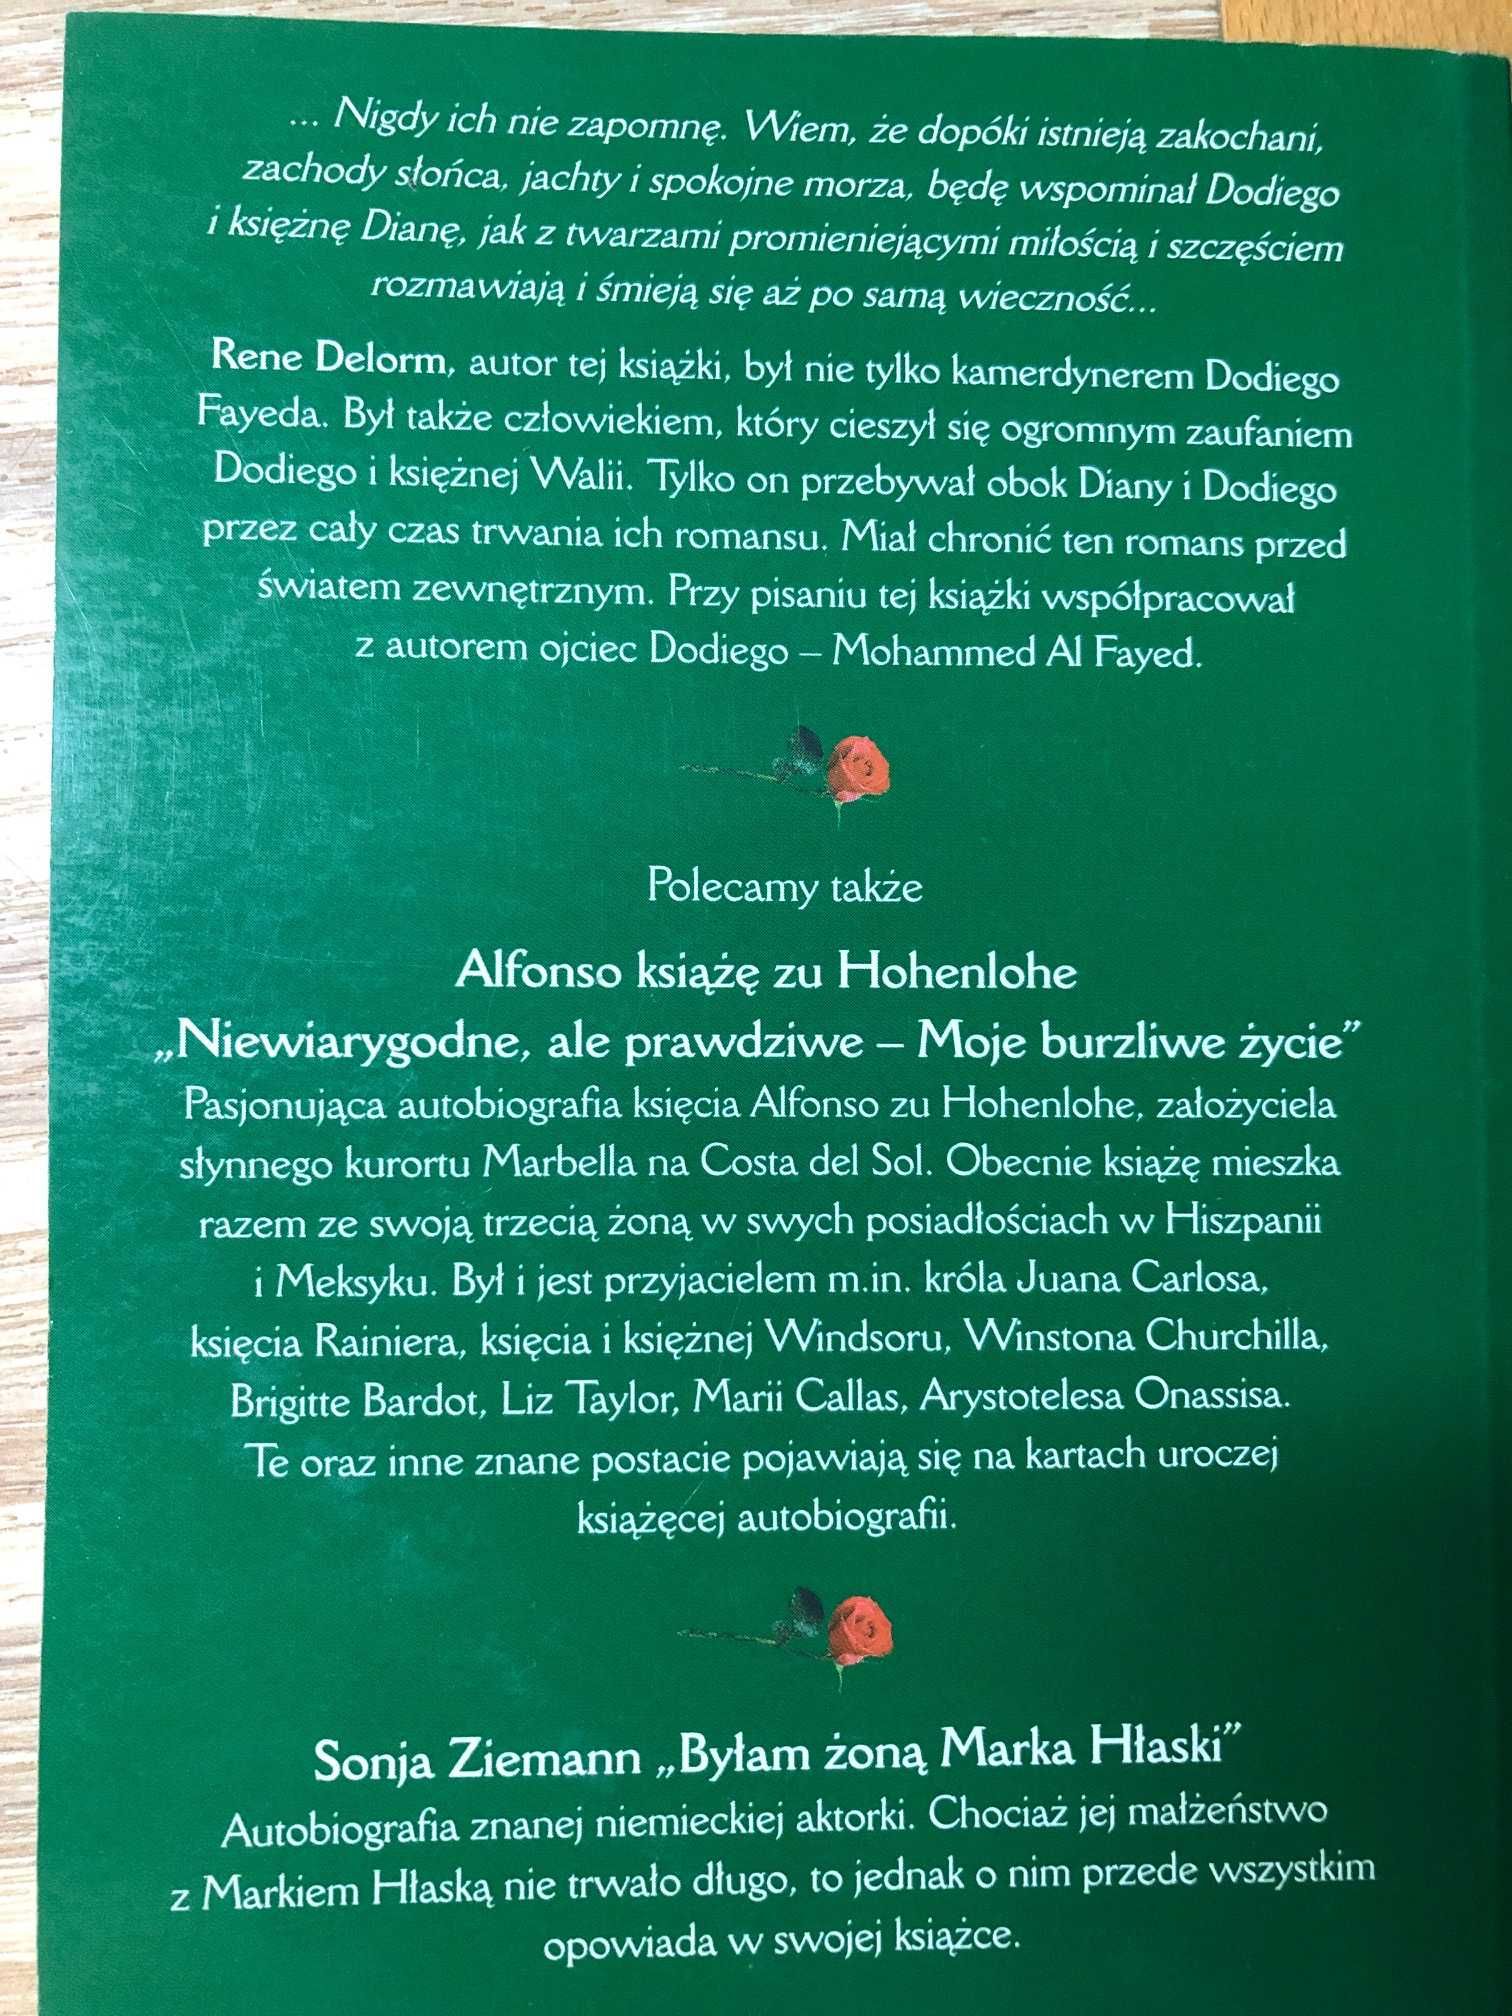 ... Nigdy ich nie zapomnę. Wiem, że dopóki istnieją zakochani,
zachody słońca, jachty i spokojne morza, będę wspominał Dodiego
i księżnę Dianę, jak z twarzami promieniejącymi miłością i szczęściem
rozmawiają i śmieją się aż po samą wieczność...
Rene Delorm, autor tej książki, był nie tylko kamerdynerem Dodiego
Fayeda. Był także człowiekiem, który cieszył się ogromnym zaufaniem
Dodiego i księżnej Walii. Tylko on przebywał obok Diany i Dodiego
przez cały czas trwania ich romansu. Miał chronić ten romans przed
światem zewnętrznym. Przy pisaniu tej książki współpracował
z autorem ojciec Dodiego – Mohammed Al Fayed.
Polecamy także
Alfonso książę zu Hohenlohe
„Niewiarygodne, ale prawdziwe – Moje burzliwe życie”
Pasjonująca autobiografia księcia Alfonso zu Hohenlohe, założyciela
słynnego kurortu Marbella na Costa del Sol. Obecnie książę mieszka
razem ze swoją trzecią żoną w swych posiadłościach w Hiszpanii
i Meksyku. Był i jest przyjacielem m.in. króla Juana Carlosa,
księcia Rainiera, księcia i księżnej Windsoru, Winstona Churchilla,
Brigitte Bardot, Liz Taylor, Marii Callas, Arystotelesa Onassisa.
Te oraz inne znane postacie pojawiają się na kartach uroczej
książęcej autobiografii.
Sonja Ziemann „Byłam żoną Marka Hłaski”
Autobiografia znanej niemieckiej aktorki. Chociaż jej małżeństwo
z Markiem Hłaską nie trwało długo, to jednak o nim przede wszystkim
opowiada w swojej książce.